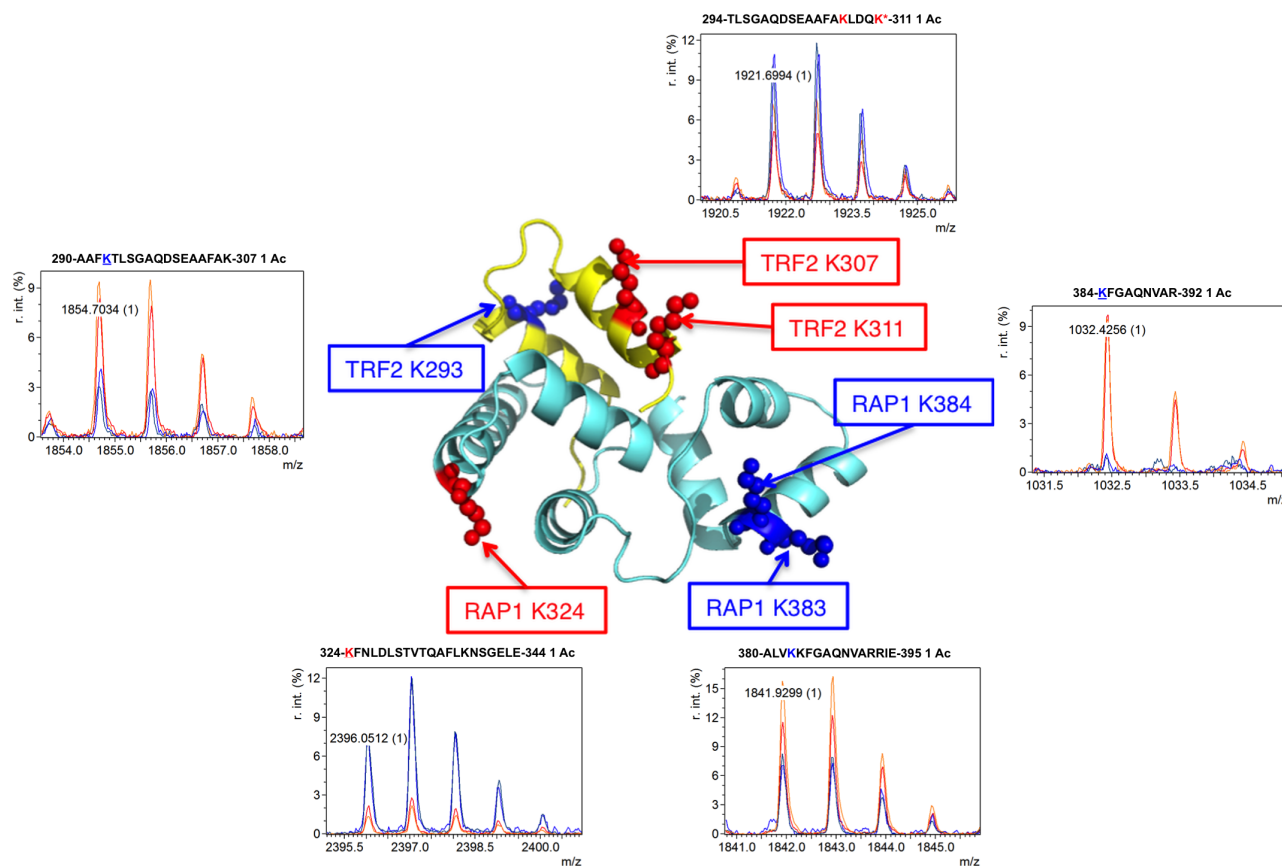 294-TLSGAQDSEAAFAKLDQK*-311 1 Ac
r. int. (%)
12
9
6
3
0
1921.6994 (1)
1920.5 1922.0 1923.5 1925.0
m/z
290-AAFKTLSGAQDSEAAFAK-307 1 Ac
r. int. (%)
9
6
3
0
1854.7034 (1)
1854.0 1855.0 1856.0 1857.0 1858.0
m/z
TRF2 K307
TRF2 K311
TRF2 K293
RAP1 K384
384-KFGAQNVAR-392 1 Ac
r. int. (%)
9
6
3
0
1032.4256 (1)
1031.5 1032.5 1033.5 1034.5
m/z
RAP1 K324
RAP1 K383
324-KFNLDLSTVTQAFLKNSGELE-344 1 Ac
r. int. (%)
12
9
6
3
0
2396.0512 (1)
2395.5 2397.0 2398.5 2400.0
m/z
380-ALVKKFGAQNVARRIE-395 1 Ac
r. int. (%)
15
12
9
6
3
0
1841.9299 (1)
1841.0 1842.0 1843.0 1844.0 1845.0
m/z